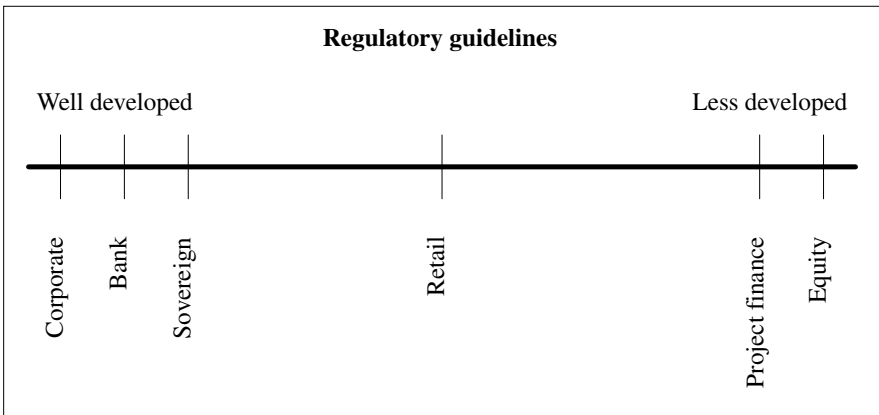 Regulatory guidelines
Well developed
Less developed
Corporate
Bank
Sovereign
Retail
Project finance
Equity